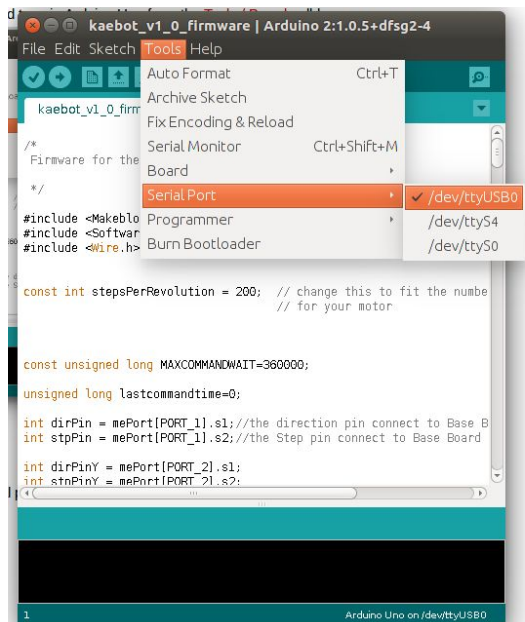 kaebot_v1_0_firmware | Arduino 2:1.0.5+dfsg2-4
File Edit Sketch Tools Help
Auto Format Ctrl+T
Archive Sketch
Fix Encoding & Reload
Serial Monitor Ctrl+Shift+M
Board
Serial Port
Programmer
Burn Bootloader
/dev/ttyUSB0
/dev/ttyS4
/dev/ttyS0
kaebot_v1_0_firm
/*
Firmware for the
*/
#include <Makeblo
#include <Softwar
#include <Wire.h>
const int stepsPerRevolution = 200; // change this to fit the numbe
// for your motor
const unsigned long MAXCOMMANDWAIT=360000;
unsigned long lastcommandtime=0;
int dirPin = mePort[PORT_1].s1;//the direction pin connect to Base B
int stpPin = mePort[PORT_1].s2;//the Step pin connect to Base Board
int dirPinY = mePort[PORT_2].s1;
int stpPinY = mePort[PORT_2].s2;
1 Arduino Uno on /dev/ttyUSB0